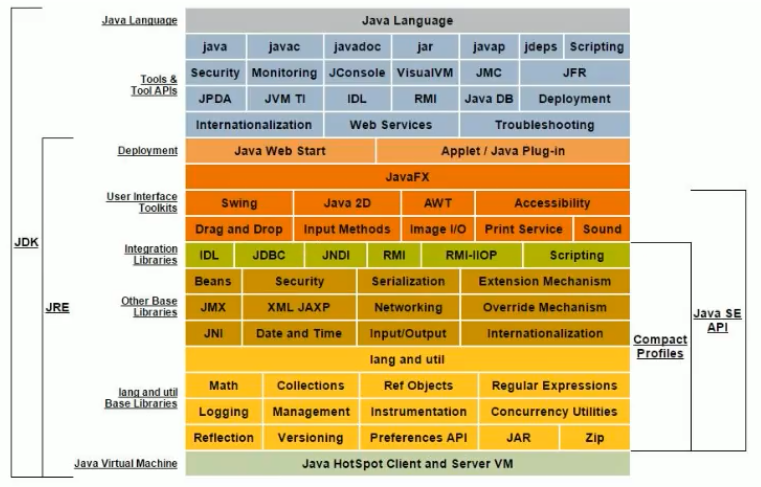 Java Language Java Language
java javac javadoc jar javap jdeps Scripting
Tools & Tool APIs
Security Monitoring JConsole VisualVM JMC JFR
JPDA JVM TI IDL RMI Java DB Deployment
Internationalization Web Services Troubleshooting
Deployment Java Web Start Applet / Java Plug-in
JavaFX
User Interface Toolkits
Swing Java 2D AWT Accessibility
Drag and Drop Input Methods Image I/O Print Service Sound
JDK
Integration Libraries
IDL JDBC JNDI RMI RMI-IIOP Scripting
Beans Security Serialization Extension Mechanism
JRE
Other Base Libraries
JMX XML JAXP Networking Override Mechanism
Java SE API
JNI Date and Time Input/Output Internationalization
Compact Profiles
lang and util
lang and util Base Libraries
Math Collections Ref Objects Regular Expressions
Logging Management Instrumentation Concurrency Utilities
Reflection Versioning Preferences API JAR Zip
Java Virtual Machine Java HotSpot Client and Server VM